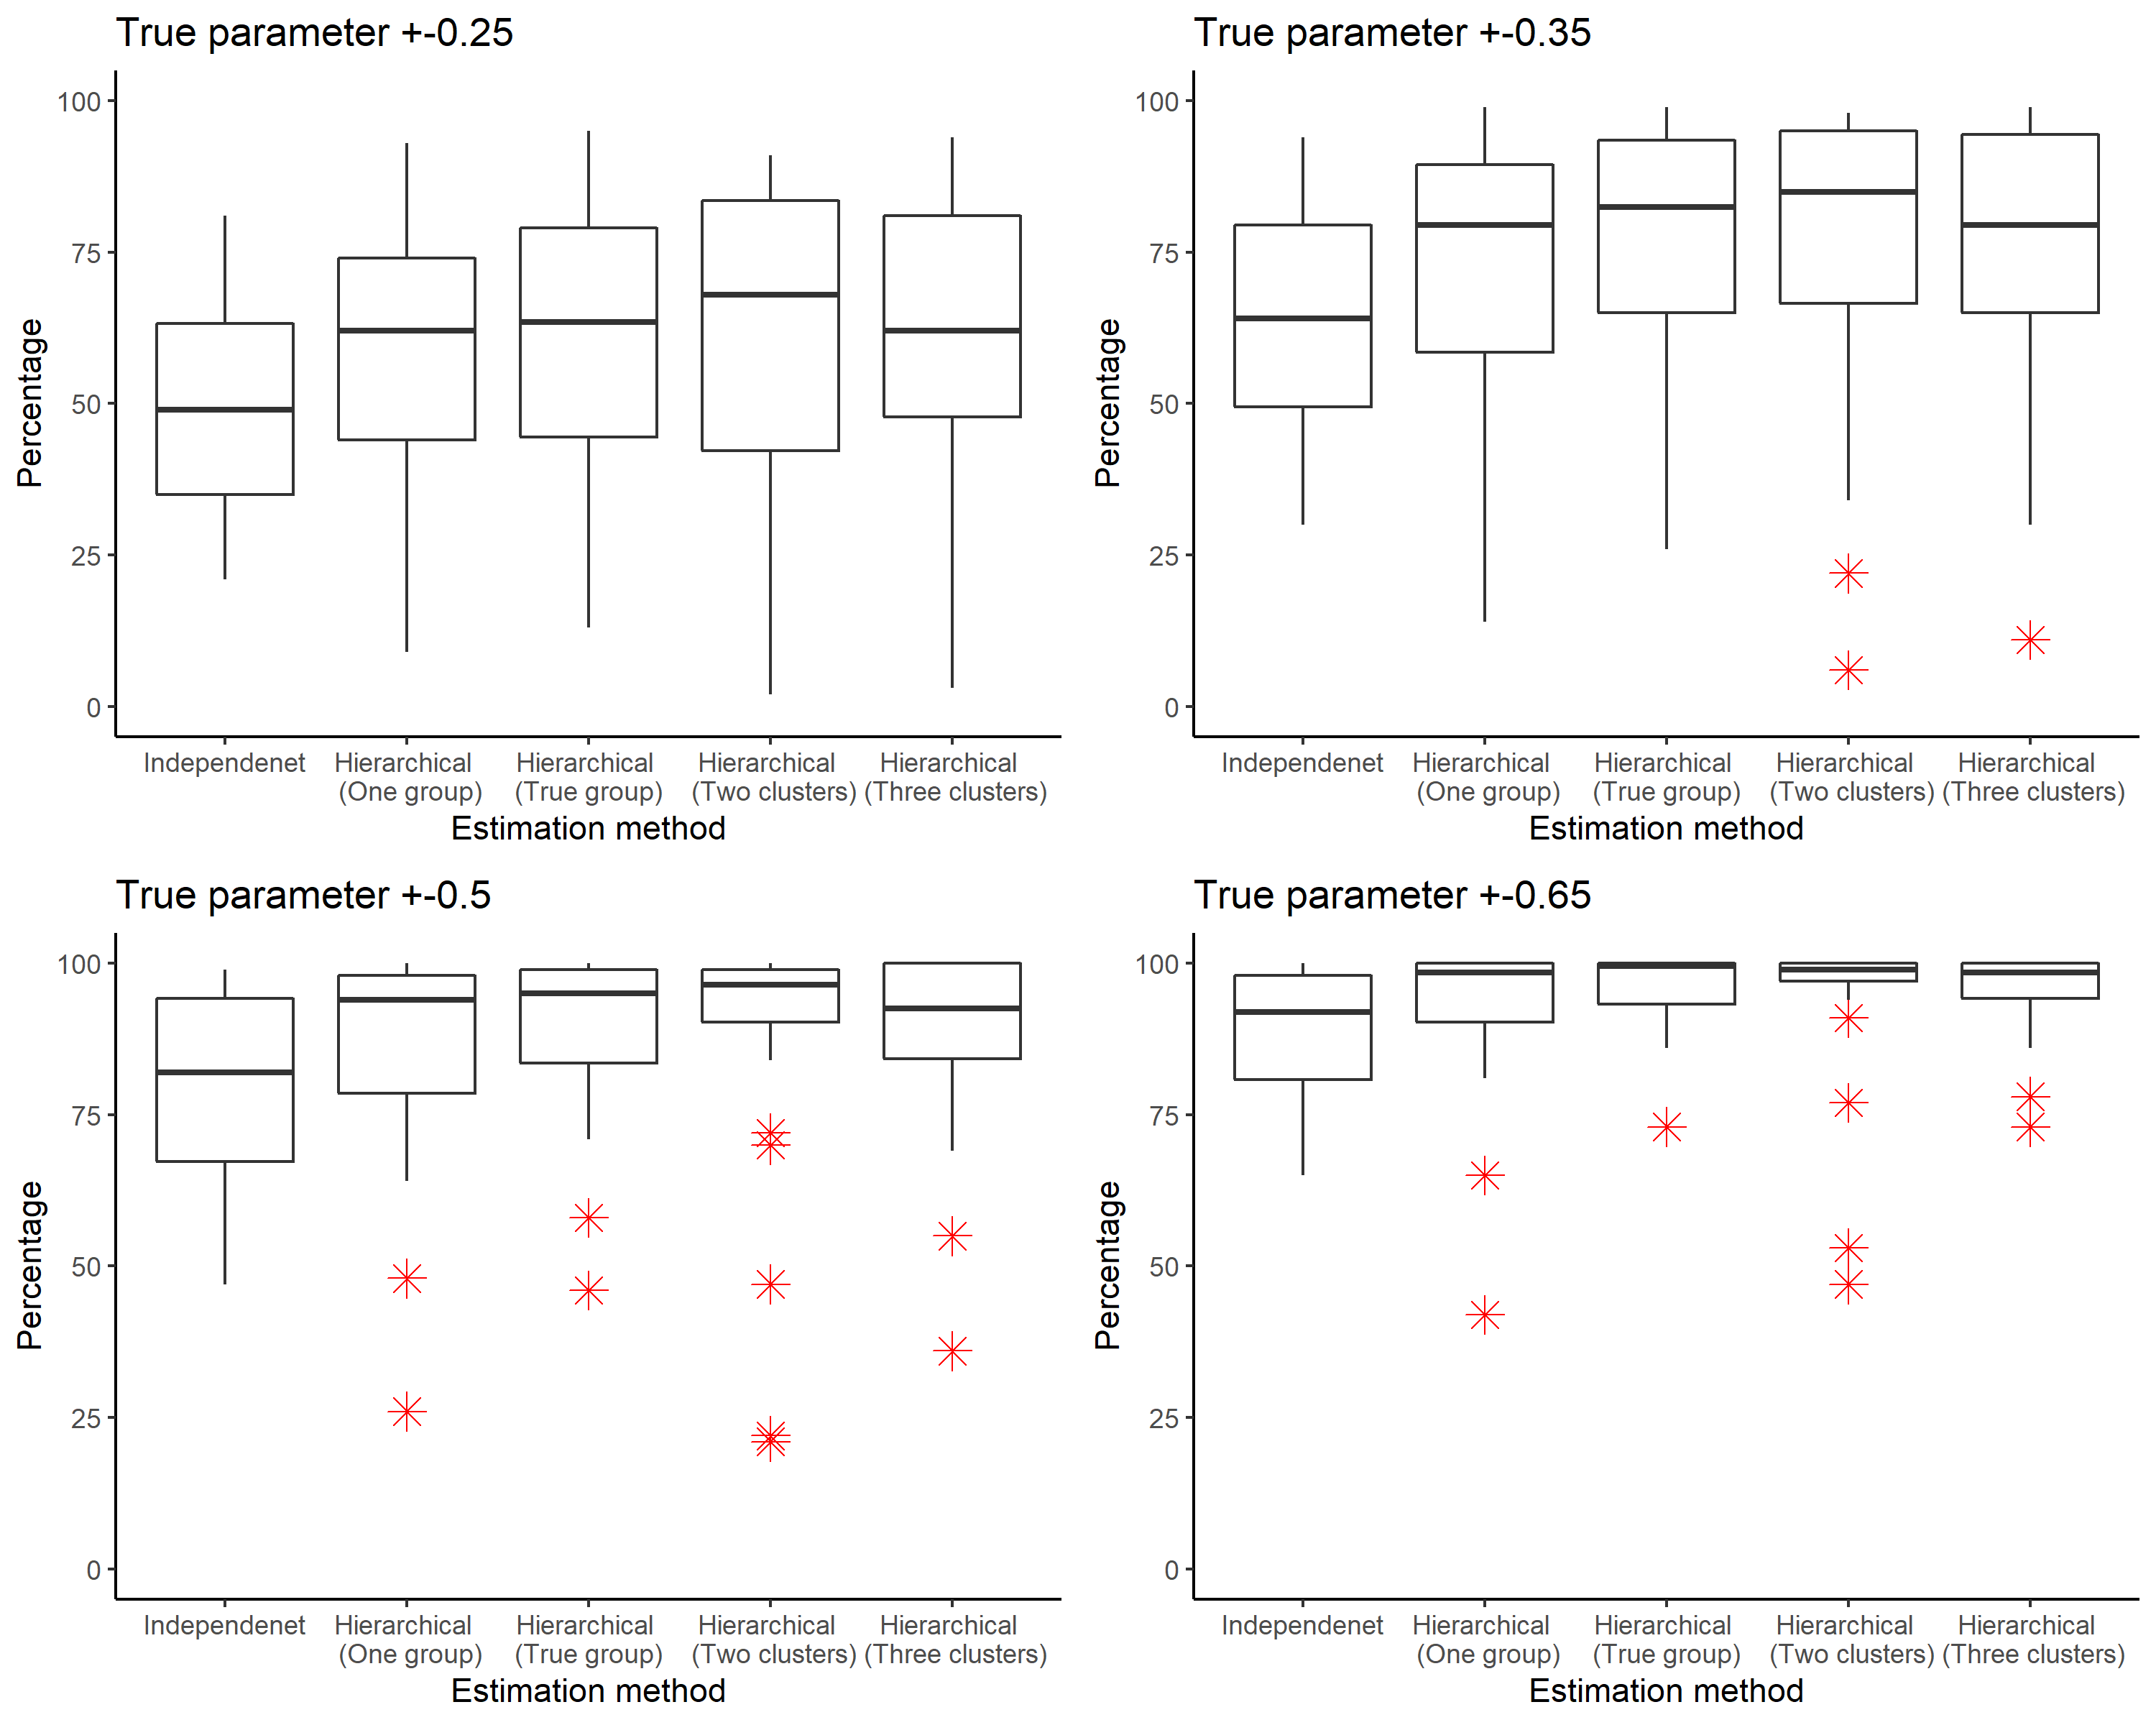 True parameter +-0.25
100
75
50
25
0
Percentage
Independenet Hierarchical Hierarchical Hierarchical Hierarchical
(One group) (True group) (Two clusters) (Three clusters)
Estimation method
True parameter +-0.35
100
75
50
25
0
Percentage
Independenet Hierarchical Hierarchical Hierarchical Hierarchical
(One group) (True group) (Two clusters) (Three clusters)
Estimation method
True parameter +-0.5
100
75
50
25
0
Percentage
Independenet Hierarchical Hierarchical Hierarchical Hierarchical
(One group) (True group) (Two clusters) (Three clusters)
Estimation method
True parameter +-0.65
100
75
50
25
0
Percentage
Independenet Hierarchical Hierarchical Hierarchical Hierarchical
(One group) (True group) (Two clusters) (Three clusters)
Estimation method